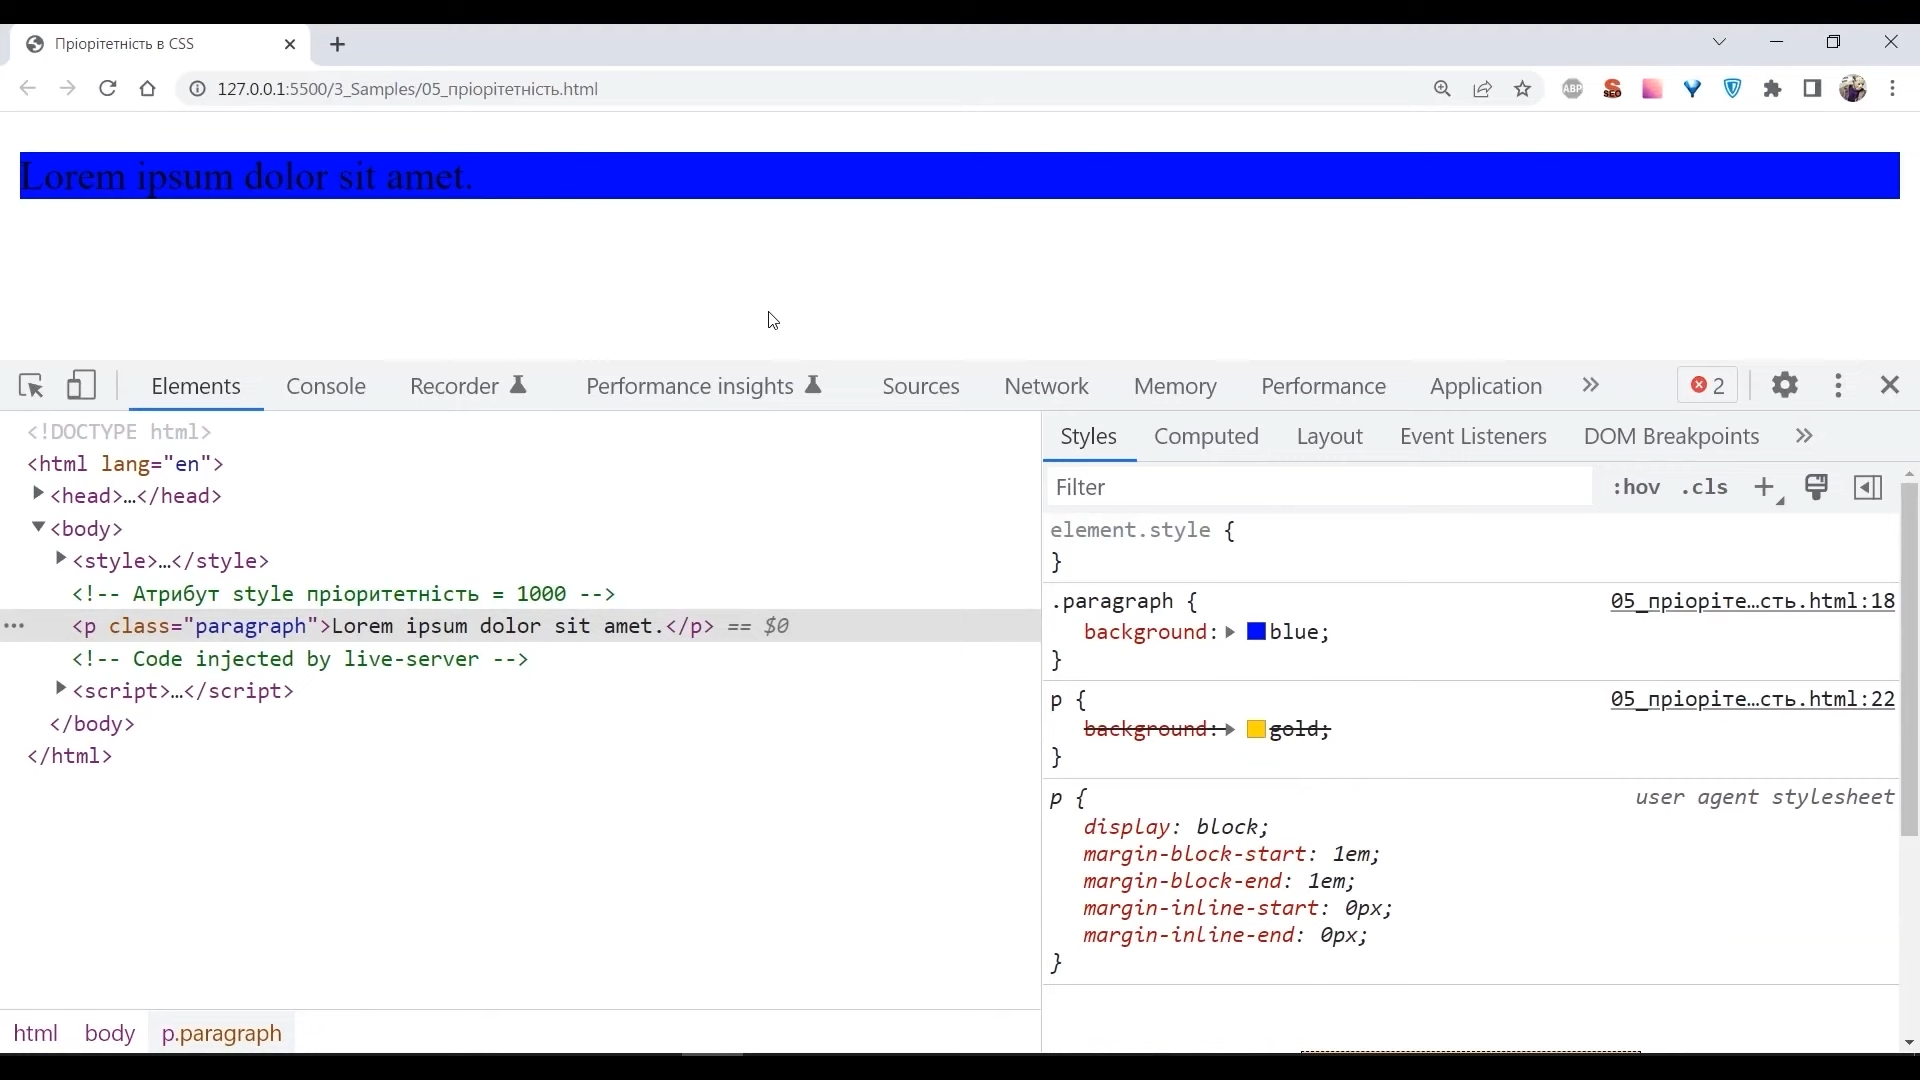 Пріорітетність в CSS
127.0.0.1:5500/3_Samples/05_пріорітетність.html
ABP
SEO
Lorem ipsum dolor sit amet.
Elements Console Recorder Performance insights Sources Network Memory Performance Application 2
<!DOCTYPE html>
<html lang="en">
<head>…</head>
<body>
<style>…</style>
<!-- Атрибут style пріоритетність = 1000 -->
<p class="paragraph">Lorem ipsum dolor sit amet.</p> == $0
<!-- Code injected by live-server -->
<script>…</script>
</body>
</html>
html body p.paragraph
Styles Computed Layout Event Listeners DOM Breakpoints
Filter :hov .cls
element.style {
}
.paragraph { 05_пріоріте…сть.html:18
background: blue;
}
p { 05_пріоріте…сть.html:22
background: gold;
}
p { user agent stylesheet
display: block;
margin-block-start: 1em;
margin-block-end: 1em;
margin-inline-start: 0px;
margin-inline-end: 0px;
}